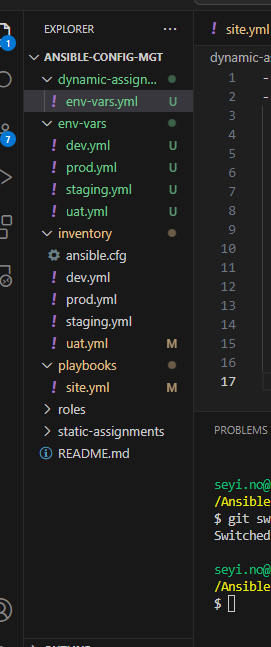 EXPLORER ...
ANSIBLE-CONFIG-MGT
dynamic-assign...
! env-vars.yml U
env-vars
! dev.yml U
! prod.yml U
! staging.yml U
! uat.yml U
inventory
ansible.cfg
! dev.yml
! prod.yml
! staging.yml
! uat.yml M
playbooks
! site.yml M
roles
static-assignments
README.md
1
7
! site.yml
dynamic-a
1 -
2 -
3
4
5
6
7
8
9
10
11
12
13
14
15
16
17
PROBLEMS
seyi.no@
/Ansible
$ git sw
Switched
seyi.no@
/Ansible
$